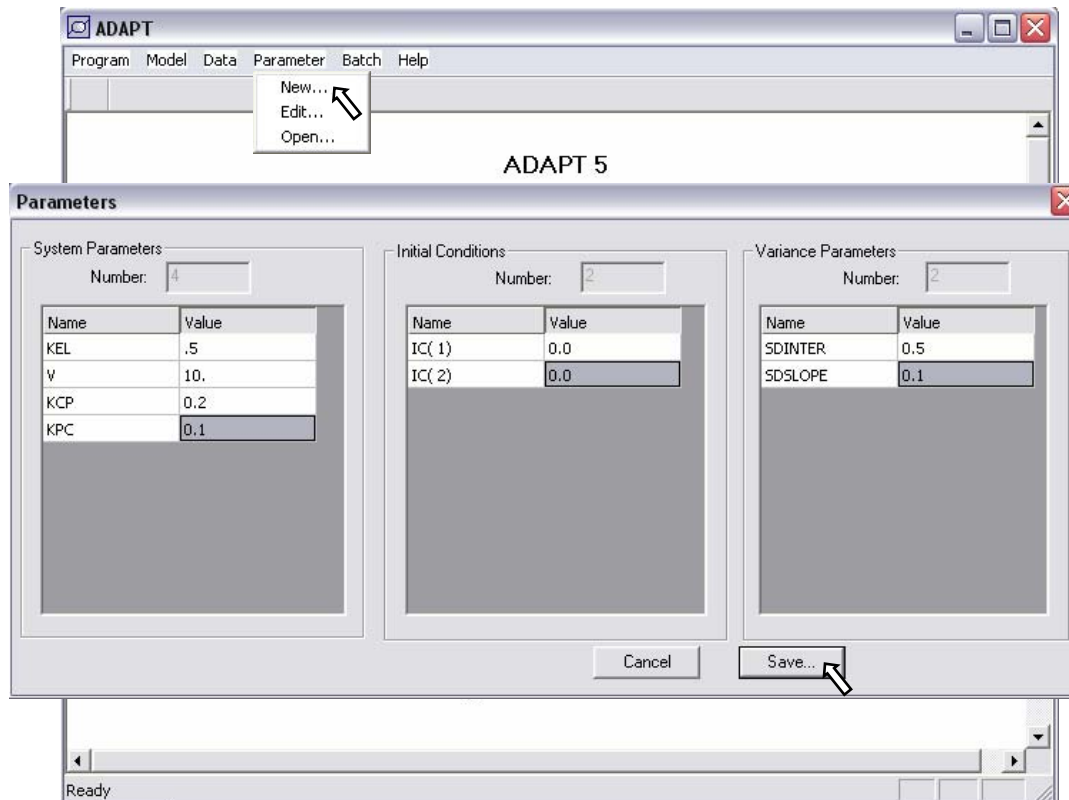 ADAPT
Program Model Data Parameter Batch Help
New...
Edit...
Open...
ADAPT 5
Parameters
System Parameters
Number: 4
Name Value
KEL .5
V 10.
KCP 0.2
KPC 0.1
Initial Conditions
Number: 2
Name Value
IC( 1) 0.0
IC( 2) 0.0
Variance Parameters
Number: 2
Name Value
SDINTER 0.5
SDSLOPE 0.1
Cancel Save...
Ready